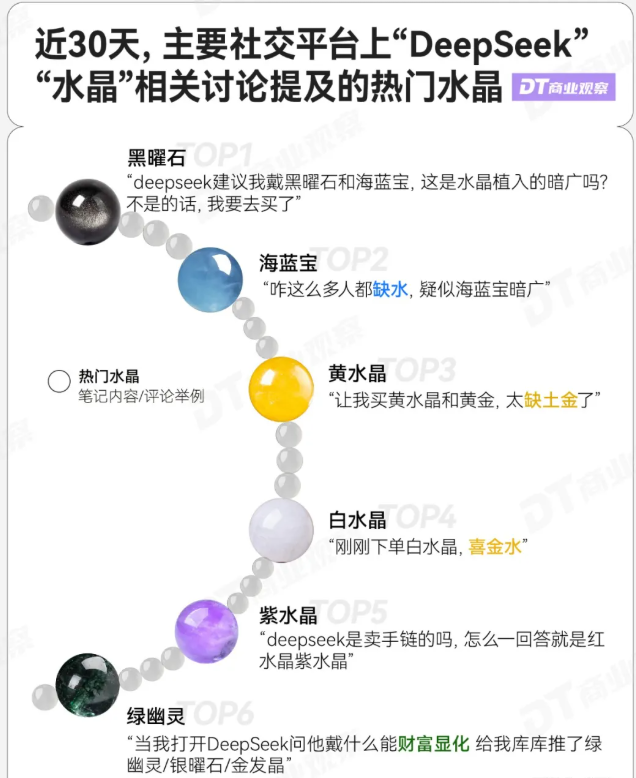 近30天, 主要社交平台上“DeepSeek”
“水晶”相关讨论提及的热门水晶 DT商业观察
TOP1
黑曜石
“deepseek建议我戴黑曜石和海蓝宝, 这是水晶植入的暗广吗?
不是的话, 我要去买了”
TOP2
海蓝宝
“咋这么多人都缺水, 疑似海蓝宝暗广”
热门水晶
笔记内容/评论举例
TOP3
黄水晶
“让我买黄水晶和黄金, 太缺土金了”
TOP4
白水晶
“刚刚下单白水晶, 喜金水”
TOP5
紫水晶
“deepseek是卖手链的吗, 怎么一回答就是红
水晶紫水晶”
TOP6
绿幽灵
“当我打开DeepSeek问他戴什么能财富显化 给我库库推了绿
幽灵/银曜石/金发晶”